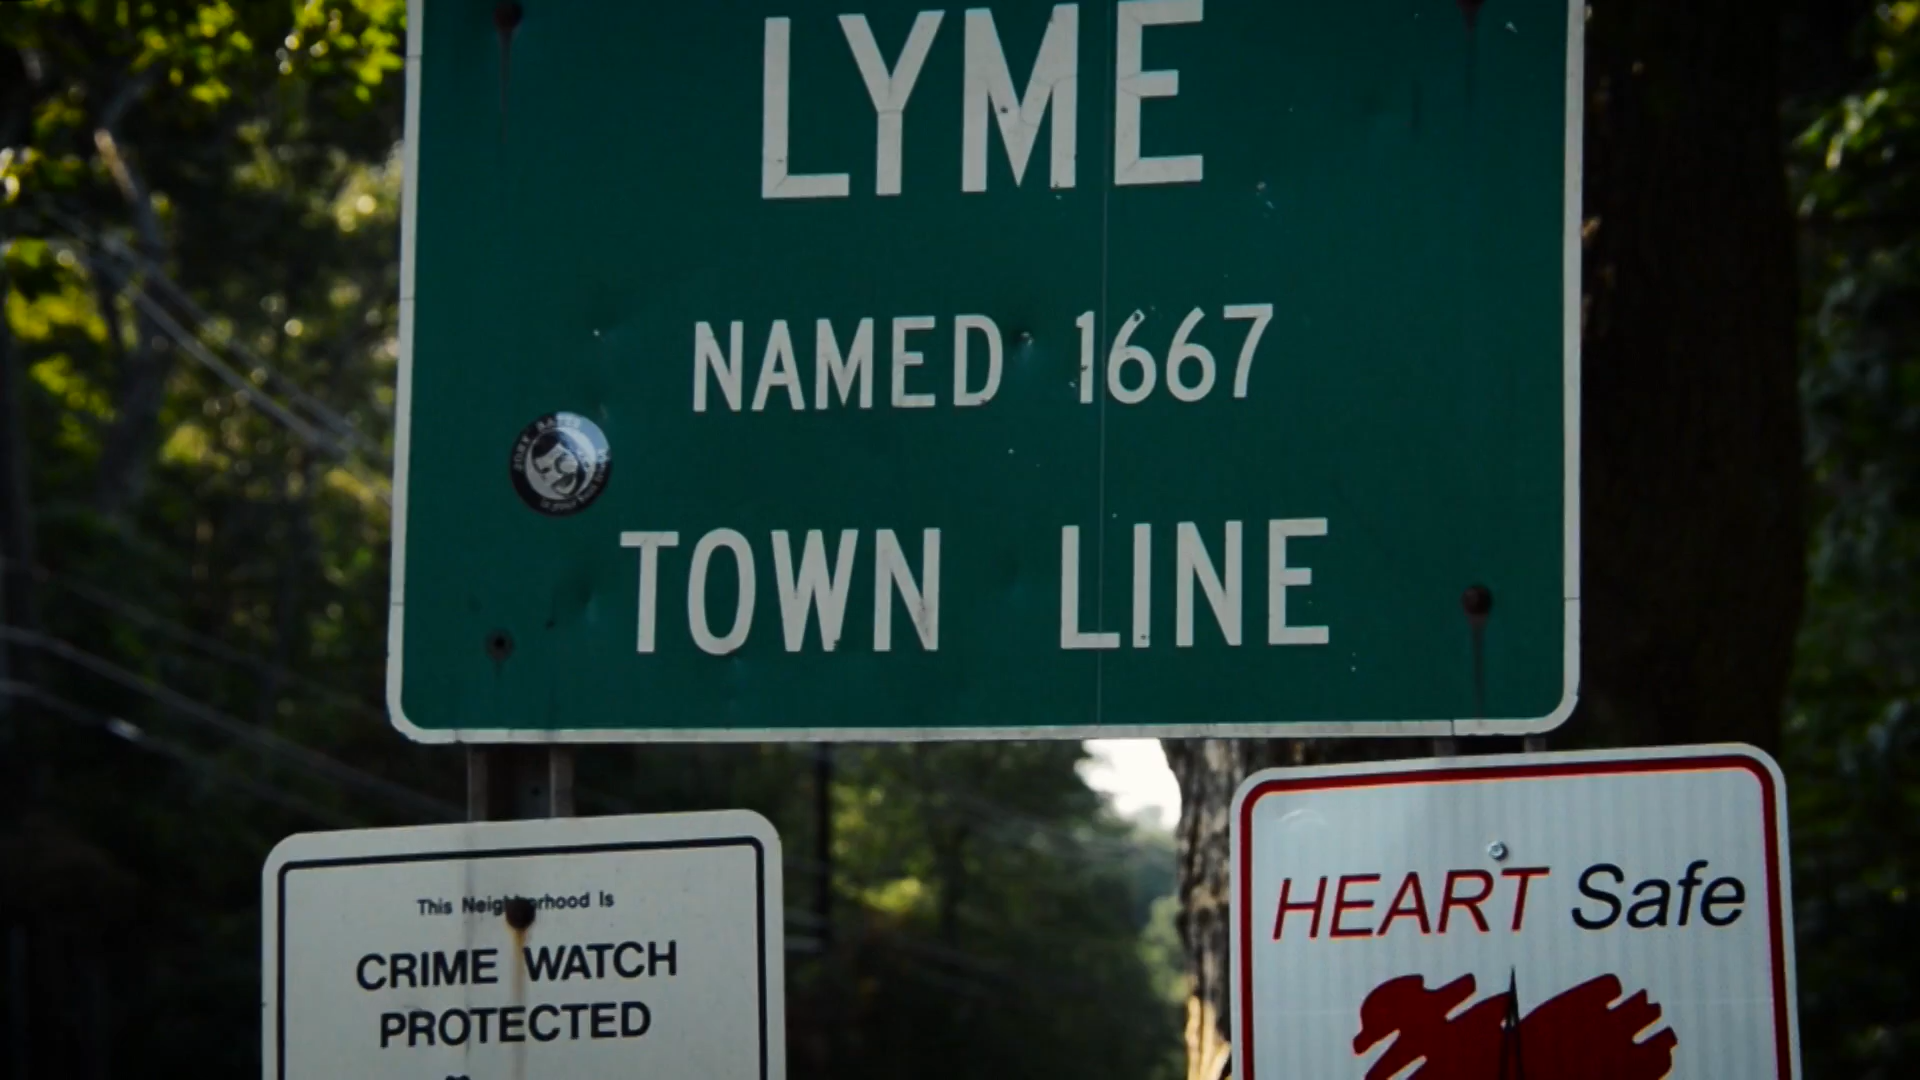 LYME
NAMED 1667
TOWN LINE
This Neighborhood Is
CRIME WATCH
PROTECTED
HEART Safe